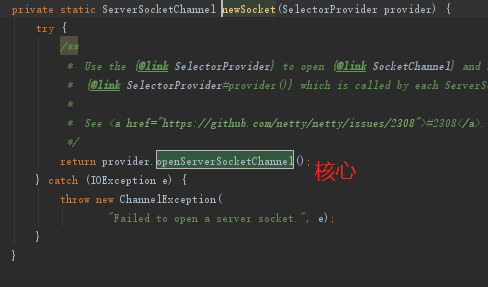 private static ServerSocketChannel newSocket(SelectorProvider provider) {
try {
/**
* Use the {@link SelectorProvider} to open {@link SocketChannel} and
* {@link SelectorProvider#provider()} which is called by each ServerSo
*
* See <a href="https://github.com/netty/netty/issues/2308">#2308</a>.
*/
return provider.openServerSocketChannel(); 核心
} catch (IOException e) {
throw new ChannelException(
"Failed to open a server socket.", e);
}
}